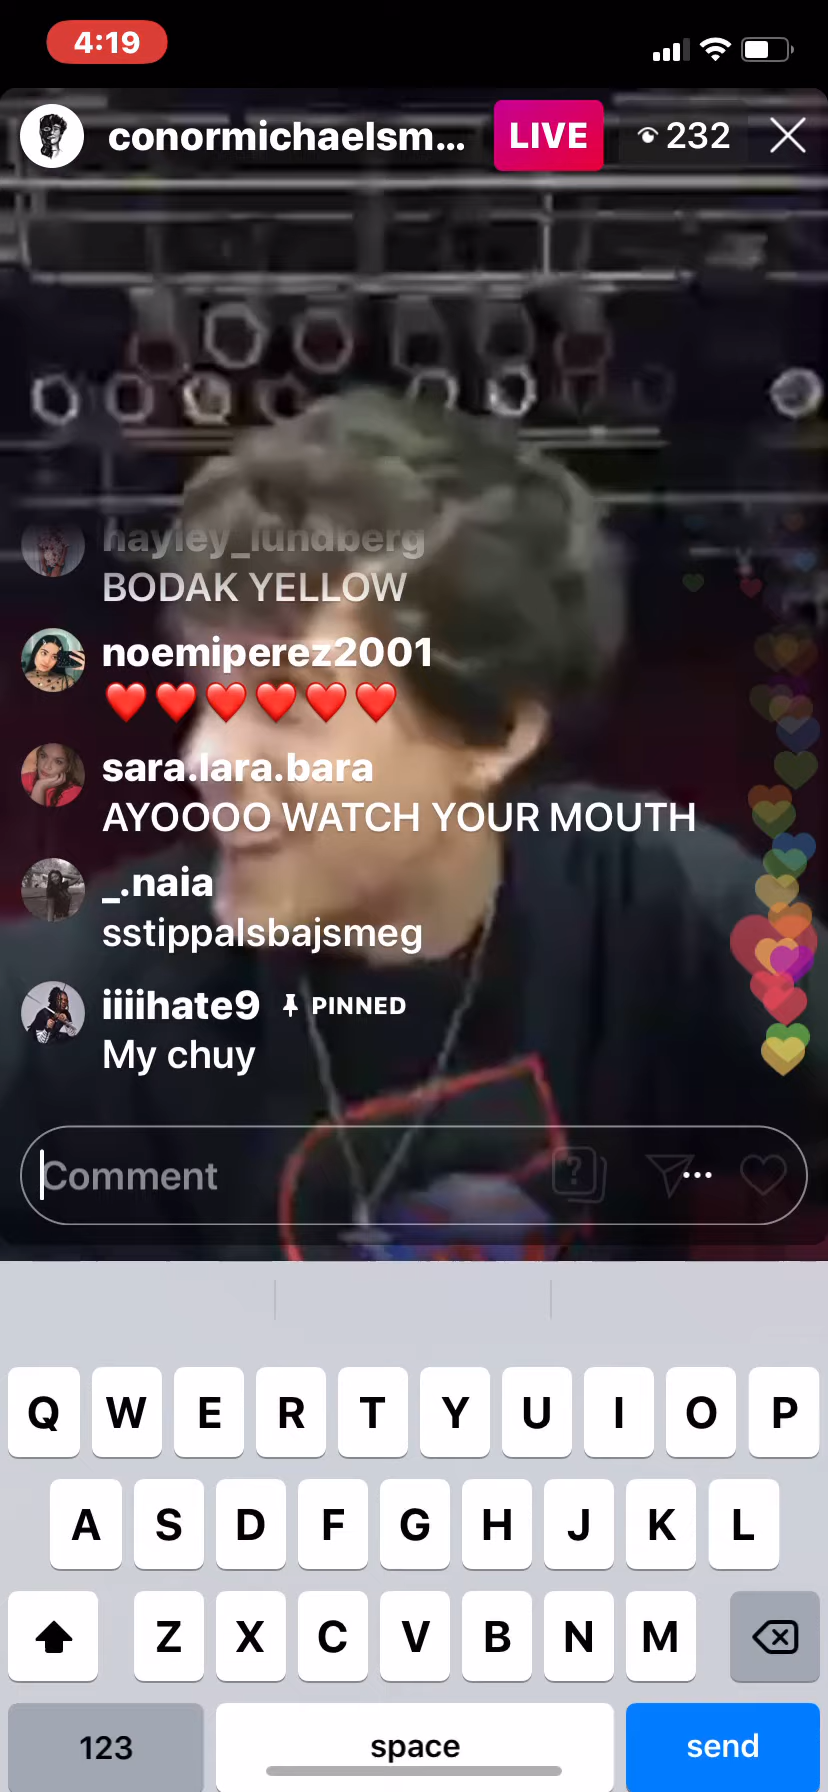 4:19
conormichaelsm...
LIVE
232
hayley_lundberg
BODAK YELLOW
noemiperez2001
❤️❤️❤️❤️❤️❤️
sara.lara.bara
AYOOOO WATCH YOUR MOUTH
_.naia
sstippalsbajsmeg
iiiihate9 PINNED
My chuy
Comment
Q W E R T Y U I O P
A S D F G H J K L
Z X C V B N M
123 space send